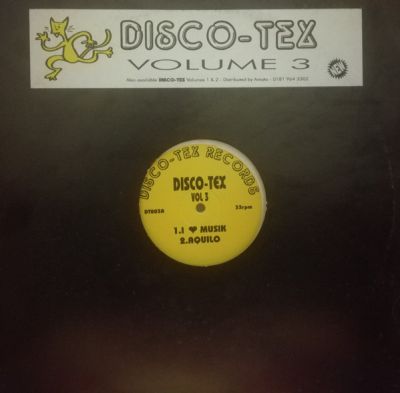 DISCO-TEX
VOLUME 3
Also available DISCO-TEX Volumes 1 & 2 - Distributed by Amato - 0181 964 3302
DISCO-TEX RECORDS
DISCO-TEX
VOL 3
DTX03A 33rpm
1.I ♥ MUSIK
2.AQUILO